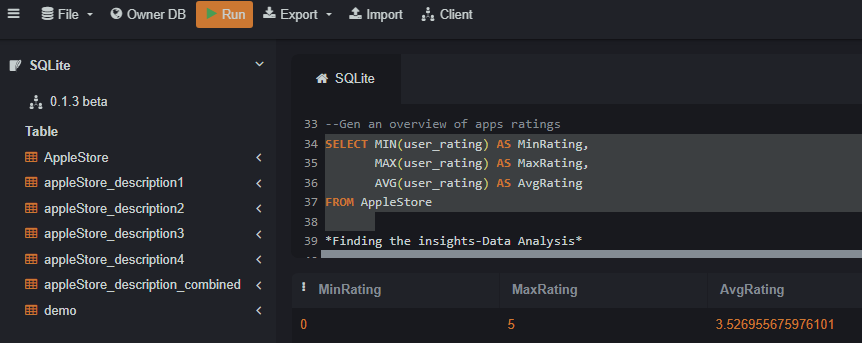 File Owner DB Run Export Import Client
SQLite
0.1.3 beta
Table
AppleStore
appleStore_description1
appleStore_description2
appleStore_description3
appleStore_description4
appleStore_description_combined
demo
SQLite
33 --Gen an overview of apps ratings
34 SELECT MIN(user_rating) AS MinRating,
35 MAX(user_rating) AS MaxRating,
36 AVG(user_rating) AS AvgRating
37 FROM AppleStore
38
39 *Finding the insights-Data Analysis*
MinRating MaxRating AvgRating
0 5 3.526955675976101